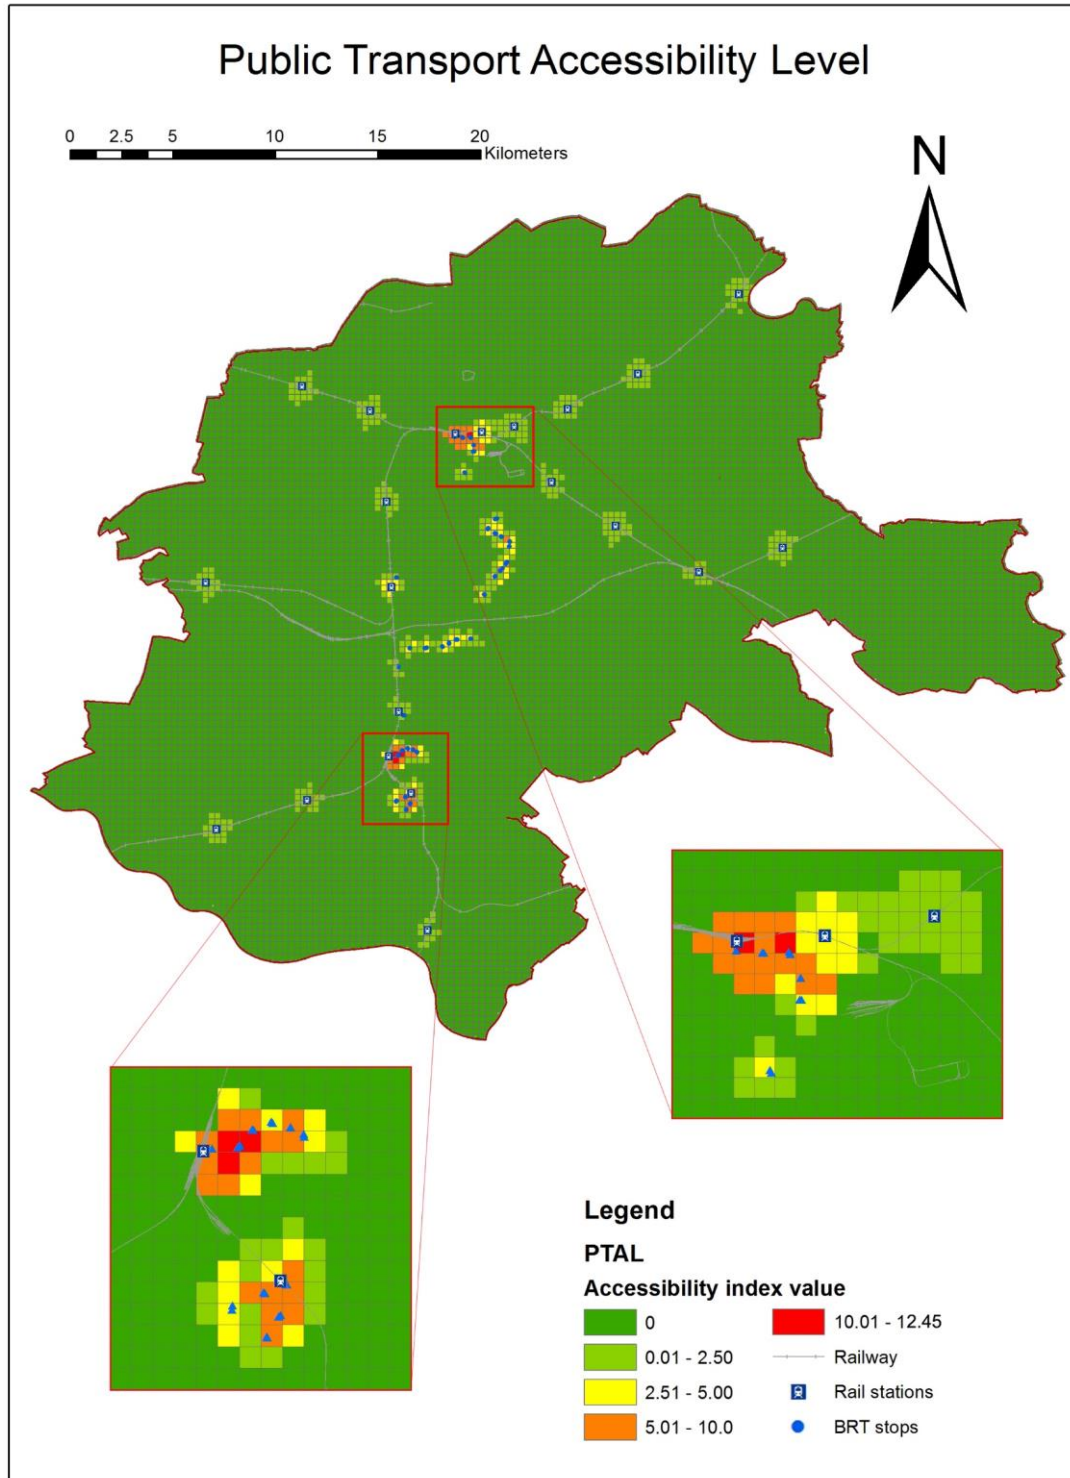 Public Transport Accessibility Level
0 2.5 5 10 15 20
Kilometers
N
Legend
PTAL
Accessibility index value
0
0.01 - 2.50
2.51 - 5.00
5.01 - 10.0
10.01 - 12.45
Railway
Rail stations
BRT stops